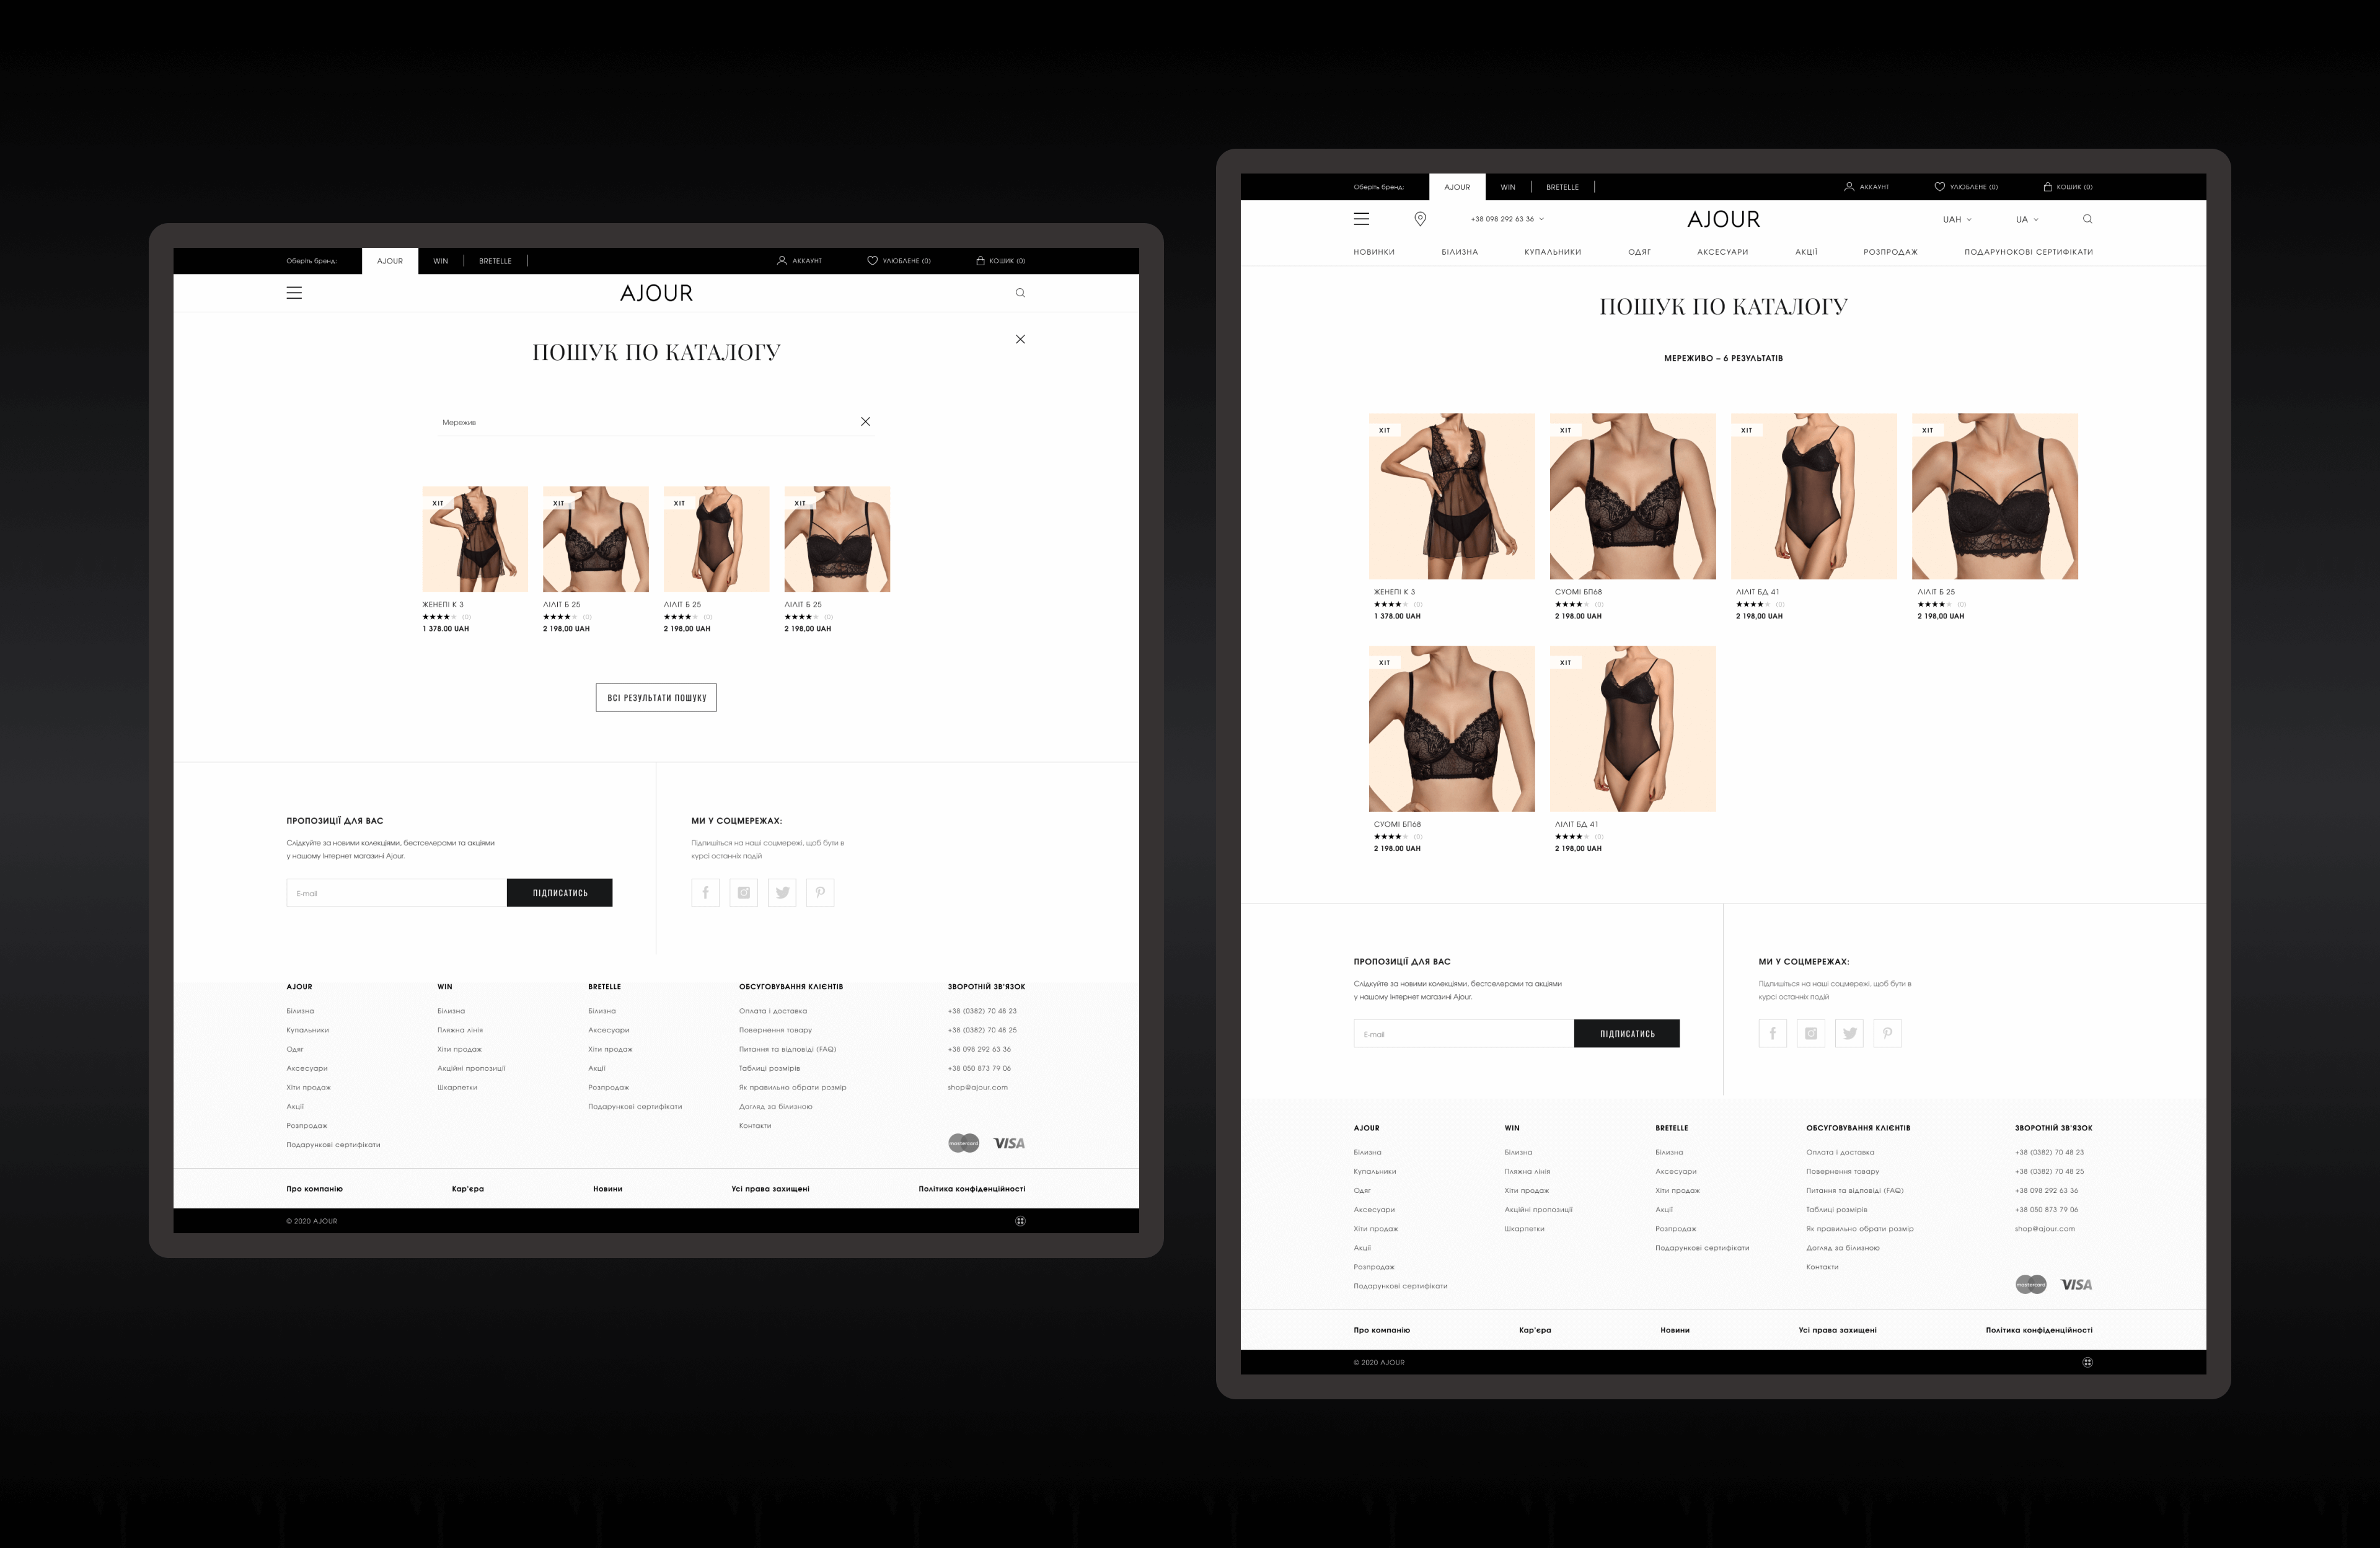 Оберіть бренд:
AJOUR
WIN
BRETELLE
АККАУНТ
УЛЮБЛЕНЕ (0)
КОШИК (0)
AJOUR
ПОШУК ПО КАТАЛОГУ
Мережив
ХІТ
ХІТ
ХІТ
ХІТ
ЖЕНЕПІ К 3
(0)
1 378.00 UAH
ЛІЛІТ Б 25
(0)
2 198,00 UAH
ЛІЛІТ Б 25
(0)
2 198,00 UAH
ЛІЛІТ Б 25
(0)
2 198,00 UAH
ВСІ РЕЗУЛЬТАТИ ПОШУКУ
ПРОПОЗИЦІЇ ДЛЯ ВАС
Слідкуйте за новими колекціями, бестселерами та акціями
у нашому інтернет магазині Ajour.
E-mail
ПІДПИСАТИСЬ
МИ У СОЦМЕРЕЖАХ:
Підпишіться на наші соцмережі, щоб бути в
курсі останніх подій
AJOUR
Білизна
Купальники
Одяг
Аксесуари
Хіти продаж
Акції
Розпродаж
Подарункові сертифікати
WIN
Білизна
Пляжна лінія
Хіти продаж
Акційні пропозиції
Шкарпетки
BRETELLE
Білизна
Аксесуари
Хіти продаж
Акції
Розпродаж
Подарункові сертифікати
ОБСУГОВУВАННЯ КЛІЄНТІВ
Оплата і доставка
Повернення товару
Питання та відповіді (FAQ)
Таблиці розмірів
Як правильно обрати розмір
Догляд за білизною
Контакти
ЗВОРОТНІЙ ЗВ'ЯЗОК
+38 (0382) 70 48 23
+38 (0382) 70 48 25
+38 098 292 63 36
+38 050 873 79 06
shop@ajour.com
mastercard
VISA
Про компанію
Кар'єра
Новини
Усі права захищені
Політика конфіденційності
© 2020 AJOUR
Оберіть бренд:
AJOUR
WIN
BRETELLE
АККАУНТ
УЛЮБЛЕНЕ (0)
КОШИК (0)
+38 098 292 63 36
AJOUR
UAH
UA
НОВИНКИ
БІЛИЗНА
КУПАЛЬНИКИ
ОДЯГ
АКСЕСУАРИ
АКЦІЇ
РОЗПРОДАЖ
ПОДАРУНОКОВІ СЕРТИФІКАТИ
ПОШУК ПО КАТАЛОГУ
МЕРЕЖИВО – 6 РЕЗУЛЬТАТІВ
ХІТ
ХІТ
ХІТ
ХІТ
ЖЕНЕПІ К 3
(0)
1 378.00 UAH
СУОМІ БП68
(0)
2 198.00 UAH
ЛІЛІТ БД 41
(0)
2 198,00 UAH
ЛІЛІТ Б 25
(0)
2 198,00 UAH
ХІТ
ХІТ
СУОМІ БП68
(0)
2 198.00 UAH
ЛІЛІТ БД 41
(0)
2 198,00 UAH
ПРОПОЗИЦІЇ ДЛЯ ВАС
Слідкуйте за новими колекціями, бестселерами та акціями
у нашому інтернет магазині Ajour.
E-mail
ПІДПИСАТИСЬ
МИ У СОЦМЕРЕЖАХ:
Підпишіться на наші соцмережі, щоб бути в
курсі останніх подій
AJOUR
Білизна
Купальники
Одяг
Аксесуари
Хіти продаж
Акції
Розпродаж
Подарункові сертифікати
WIN
Білизна
Пляжна лінія
Хіти продаж
Акційні пропозиції
Шкарпетки
BRETELLE
Білизна
Аксесуари
Хіти продаж
Акції
Розпродаж
Подарункові сертифікати
ОБСУГОВУВАННЯ КЛІЄНТІВ
Оплата і доставка
Повернення товару
Питання та відповіді (FAQ)
Таблиці розмірів
Як правильно обрати розмір
Догляд за білизною
Контакти
ЗВОРОТНІЙ ЗВ'ЯЗОК
+38 (0382) 70 48 23
+38 (0382) 70 48 25
+38 098 292 63 36
+38 050 873 79 06
shop@ajour.com
mastercard
VISA
Про компанію
Кар'єра
Новини
Усі права захищені
Політика конфіденційності
© 2020 AJOUR